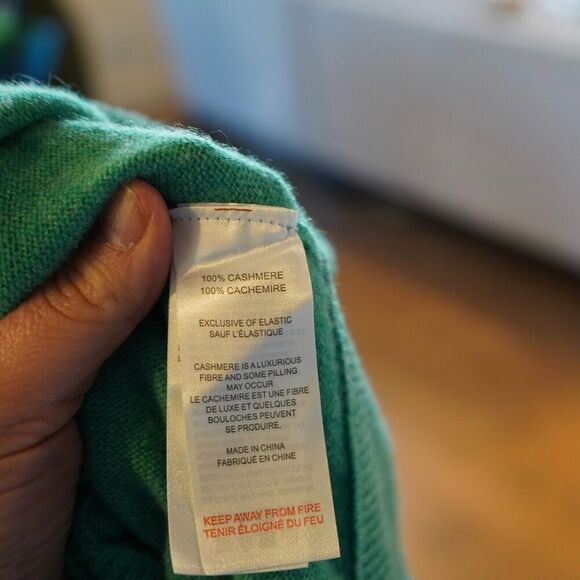 100% CASHMERE
100% CACHEMIRE
EXCLUSIVE OF ELASTIC
SAUF L'ÉLASTIQUE
CASHMERE IS A LUXURIOUS
FIBRE AND SOME PILLING
MAY OCCUR
LE CACHEMIRE EST UNE FIBRE
DE LUXE ET QUELQUES
BOULOCHES PEUVENT
SE PRODUIRE.
MADE IN CHINA
FABRIQUÉ EN CHINE
KEEP AWAY FROM FIRE
TENIR ÉLOIGNÉ DU FEU